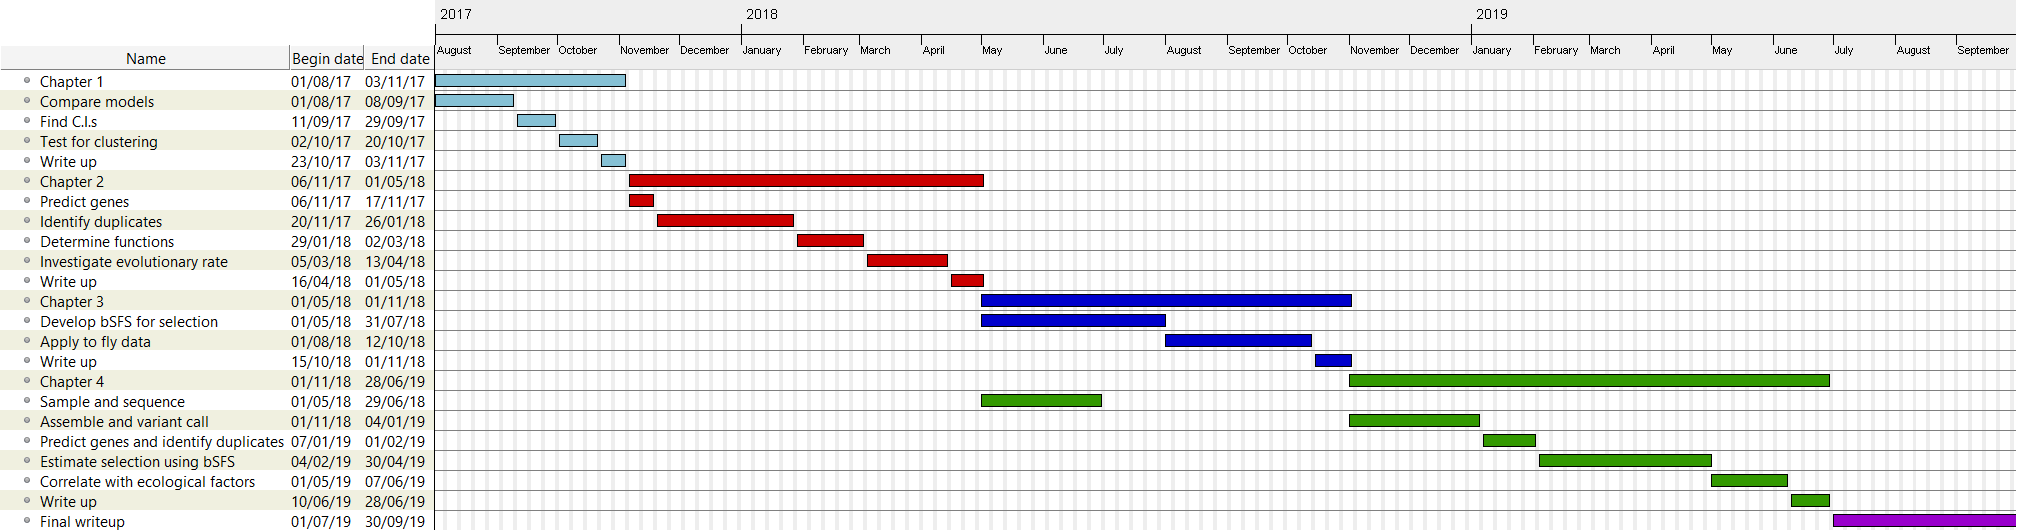 2017 2018 2019
Name Begin date End date August September October November December January February March April May June July August September October November December January February March April May June July August September
Chapter 1 01/08/17 03/11/17
Compare models 01/08/17 08/09/17
Find C.I.s 11/09/17 29/09/17
Test for clustering 02/10/17 20/10/17
Write up 23/10/17 03/11/17
Chapter 2 06/11/17 01/05/18
Predict genes 06/11/17 17/11/17
Identify duplicates 20/11/17 26/01/18
Determine functions 29/01/18 02/03/18
Investigate evolutionary rate 05/03/18 13/04/18
Write up 16/04/18 01/05/18
Chapter 3 01/05/18 01/11/18
Develop bSFS for selection 01/05/18 31/07/18
Apply to fly data 01/08/18 12/10/18
Write up 15/10/18 01/11/18
Chapter 4 01/11/18 28/06/19
Sample and sequence 01/05/18 29/06/18
Assemble and variant call 01/11/18 04/01/19
Predict genes and identify duplicates 07/01/19 01/02/19
Estimate selection using bSFS 04/02/19 30/04/19
Correlate with ecological factors 01/05/19 07/06/19
Write up 10/06/19 28/06/19
Final writeup 01/07/19 30/09/19